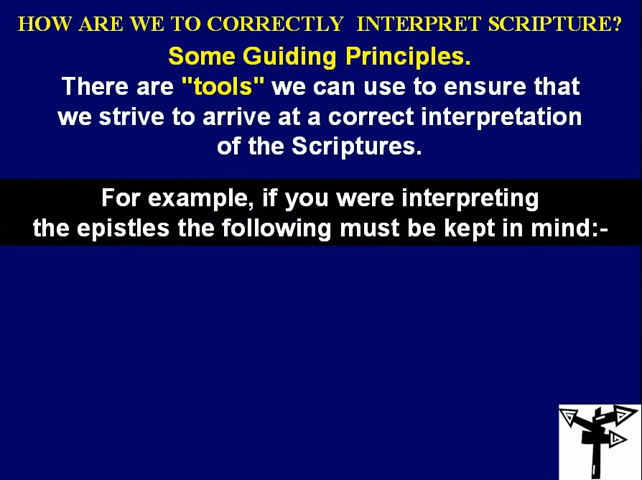 HOW ARE WE TO CORRECTLY INTERPRET SCRIPTURE?
Some Guiding Principles.
There are "tools" we can use to ensure that
we strive to arrive at a correct interpretation
of the Scriptures.
For example, if you were interpreting
the epistles the following must be kept in mind:-